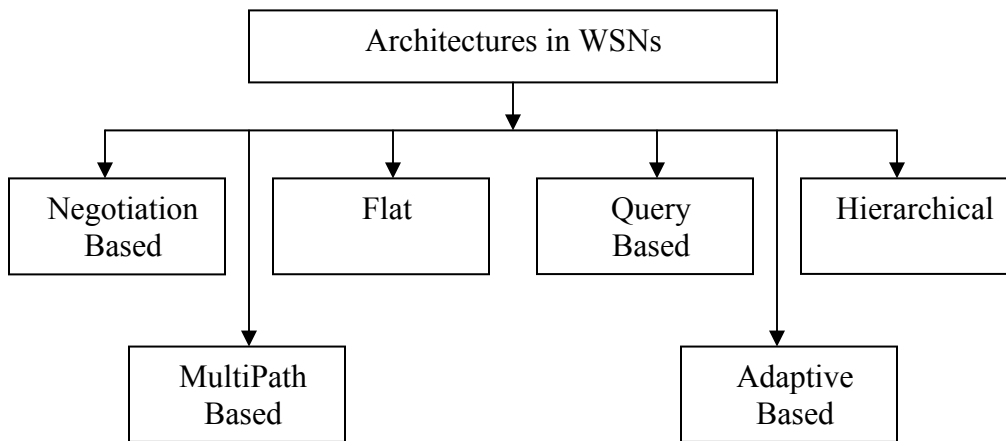 Architectures in WSNs
Negotiation
Based
Flat
Query
Based
Hierarchical
MultiPath
Based
Adaptive
Based